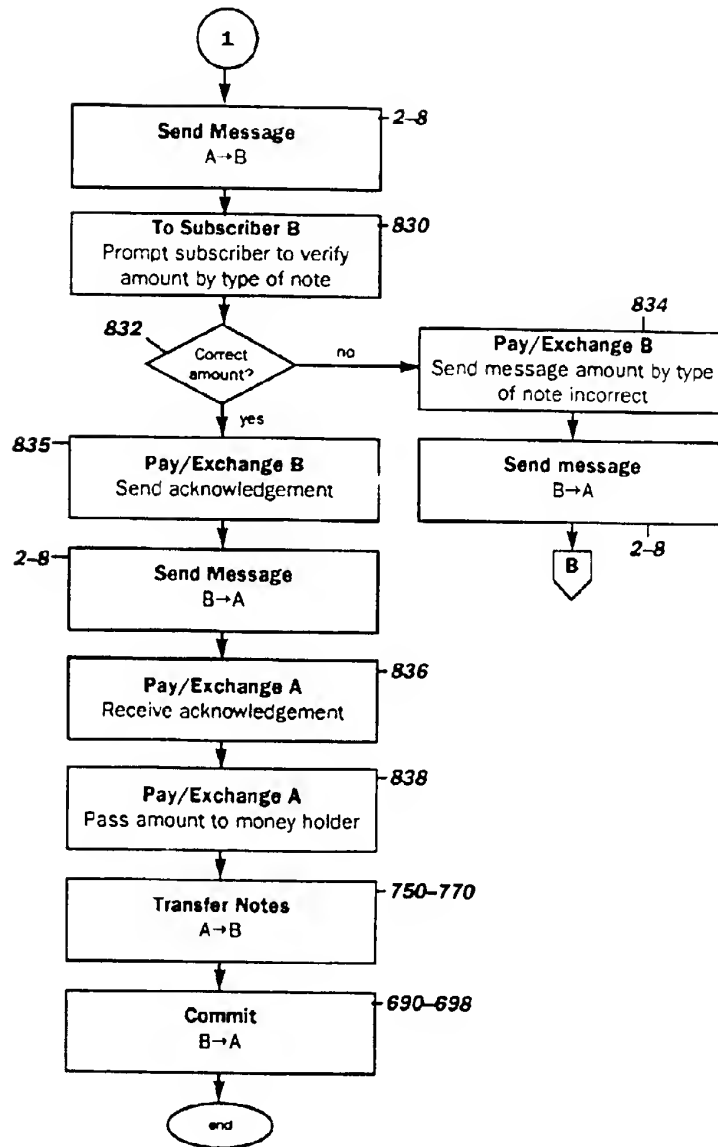 1
2–8
Send Message
A→B
830
To Subscriber B
Prompt subscriber to verify
amount by type of note
832
Correct
amount?
no
yes
834
Pay/Exchange B
Send message amount by type
of note incorrect
Send message
B→A
2–8
B
835
Pay/Exchange B
Send acknowledgement
2–8
Send Message
B→A
836
Pay/Exchange A
Receive acknowledgement
838
Pay/Exchange A
Pass amount to money holder
750–770
Transfer Notes
A→B
690–698
Commit
B→A
end